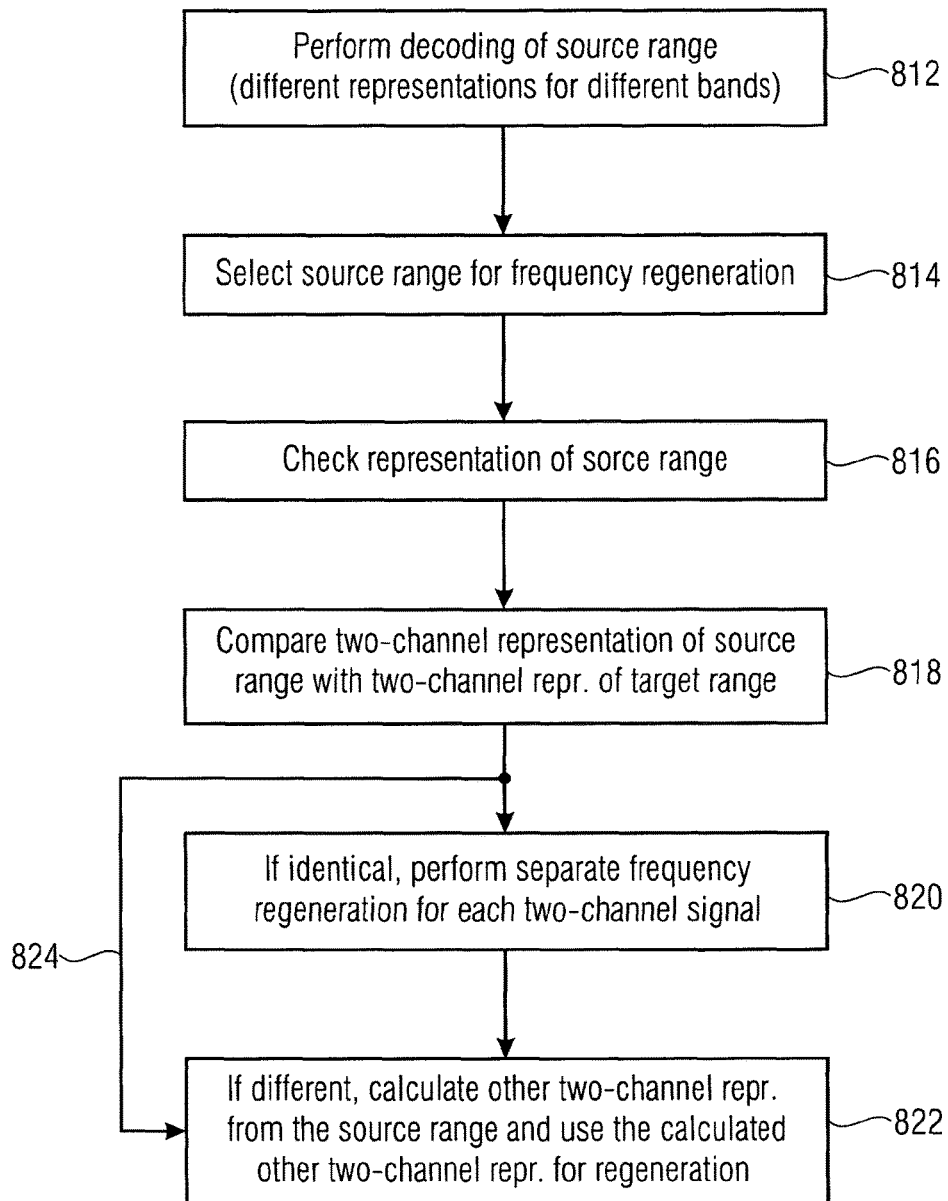 Perform decoding of source range
(different representations for different bands)
812
Select source range for frequency regeneration
814
Check representation of sorce range
816
Compare two-channel representation of source
range with two-channel repr. of target range
818
If identical, perform separate frequency
regeneration for each two-channel signal
820
824
If different, calculate other two-channel repr.
from the source range and use the calculated
other two-channel repr. for regeneration
822